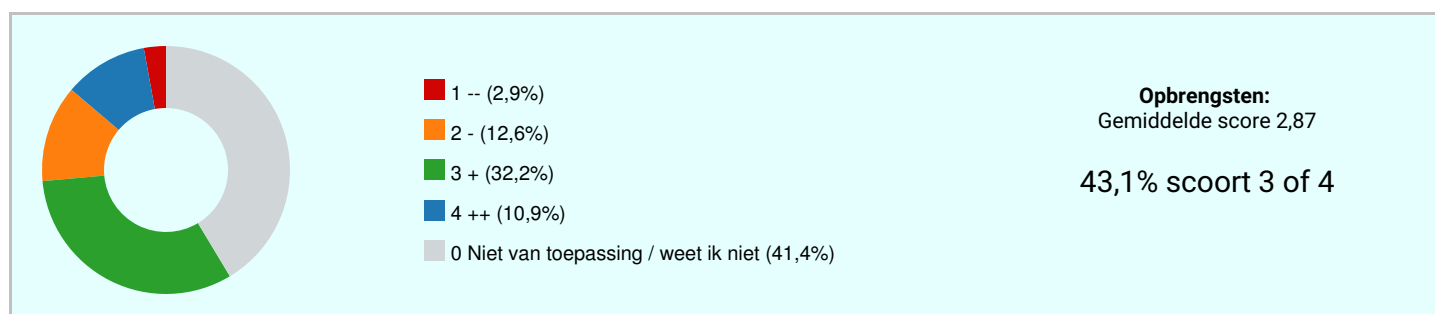 1 -- (2,9%)
2 - (12,6%)
3 + (32,2%)
4 ++ (10,9%)
0 Niet van toepassing / weet ik niet (41,4%)
Opbrengsten:
Gemiddelde score 2,87
43,1% scoort 3 of 4